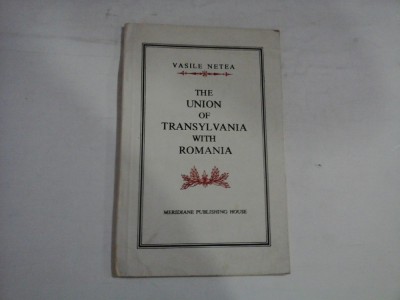 VASILE NETEA
THE
UNION
OF
TRANSYLVANIA
WITH
ROMANIA
MERIDIANE PUBLISHING HOUSE